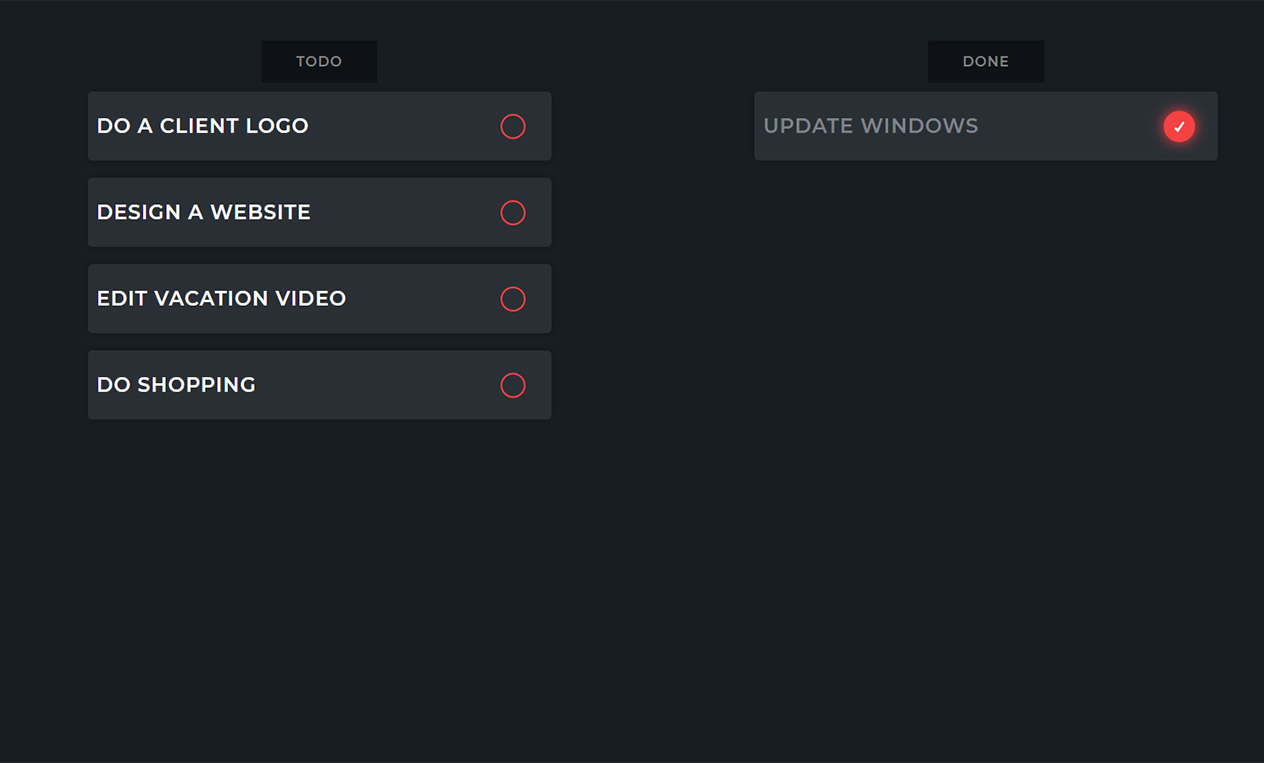 TODO
DO A CLIENT LOGO
DESIGN A WEBSITE
EDIT VACATION VIDEO
DO SHOPPING
DONE
UPDATE WINDOWS